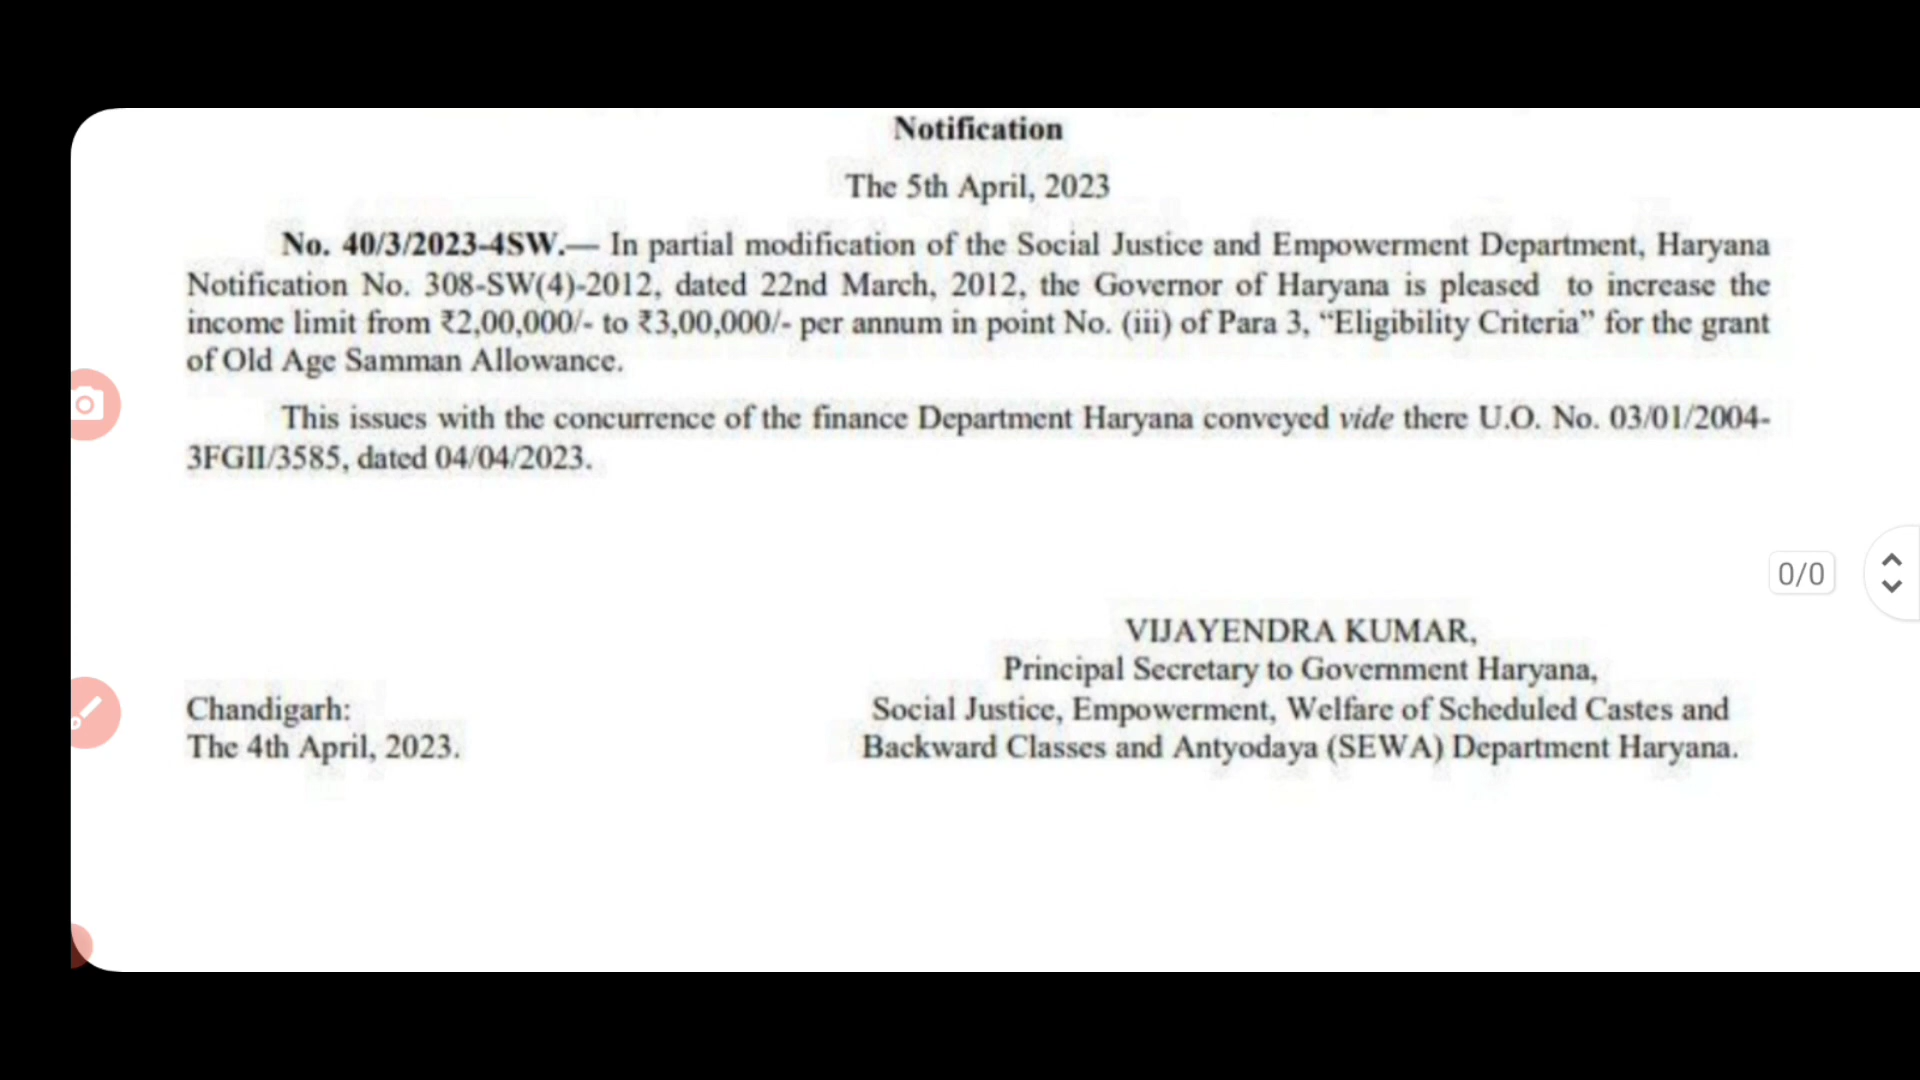 Notification
The 5th April, 2023
No. 40/3/2023-4SW.— In partial modification of the Social Justice and Empowerment Department, Haryana
Notification No. 308-SW(4)-2012, dated 22nd March, 2012, the Governor of Haryana is pleased to increase the
income limit from ₹2,00,000/- to ₹3,00,000/- per annum in point No. (iii) of Para 3, “Eligibility Criteria” for the grant
of Old Age Samman Allowance.
This issues with the concurrence of the finance Department Haryana conveyed vide there U.O. No. 03/01/2004-
3FGII/3585, dated 04/04/2023.
0/0
VIJAYENDRA KUMAR,
Principal Secretary to Government Haryana,
Chandigarh:
Social Justice, Empowerment, Welfare of Scheduled Castes and
The 4th April, 2023.
Backward Classes and Antyodaya (SEWA) Department Haryana.